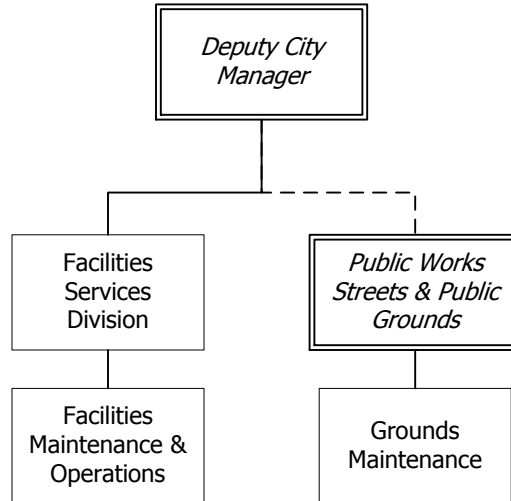 Deputy City
Manager
Facilities
Services
Division
Public Works
Streets & Public
Grounds
Facilities
Maintenance &
Operations
Grounds
Maintenance